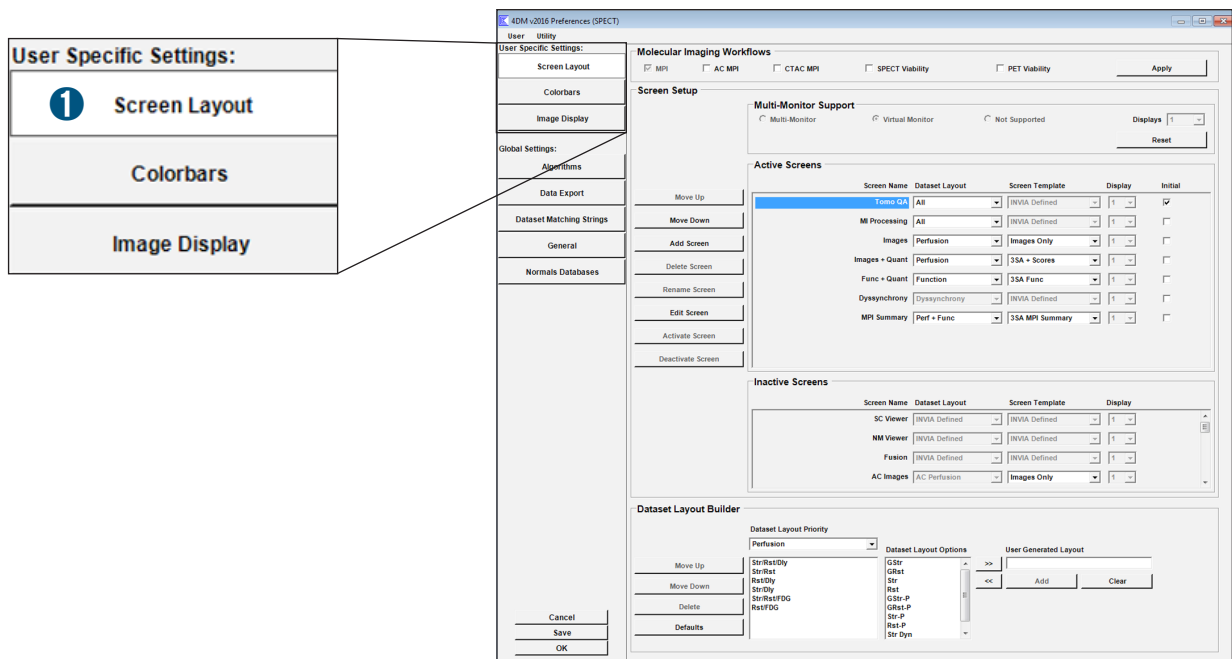 User Specific Settings:
1 Screen Layout
Colorbars
Image Display
4DM v2016 Preferences (SPECT)
User Utility
User Specific Settings:
Screen Layout
Colorbars
Image Display
Global Settings:
Algorithms
Data Export
Dataset Matching Strings
General
Normals Databases
Cancel
Save
OK
Molecular Imaging Workflows
MPI AC MPI CTAC MPI SPECT Viability PET Viability Apply
Screen Setup
Multi-Monitor Support
Multi-Monitor Virtual Monitor Not Supported Displays 1
Reset
Move Up
Move Down
Add Screen
Delete Screen
Rename Screen
Edit Screen
Activate Screen
Deactivate Screen
Active Screens
Screen Name Dataset Layout Screen Template Display Initial
Tomo QA All INVIA Defined 1
MI Processing All INVIA Defined 1
Images Perfusion Images Only 1
Images + Quant Perfusion 3SA + Scores 1
Func + Quant Function 3SA Func 1
Dyssynchrony Dyssynchrony INVIA Defined 1
MPI Summary Perf + Func 3SA MPI Summary 1
Inactive Screens
Screen Name Dataset Layout Screen Template Display
SC Viewer INVIA Defined INVIA Defined 1
NM Viewer INVIA Defined INVIA Defined 1
Fusion INVIA Defined INVIA Defined 1
AC Images AC Perfusion Images Only 1
Dataset Layout Builder
Move Up
Move Down
Delete
Defaults
Dataset Layout Priority
Perfusion
Str/Rst/Dly
Str/Rst
Rst/Dly
Str/Dly
Str/Rst/FDG
Rst/FDG
Dataset Layout Options
GStr
GRst
Str
Rst
GStr-P
GRst-P
Str-P
Rst-P
Str Dyn
>>
<<
User Generated Layout
Add Clear